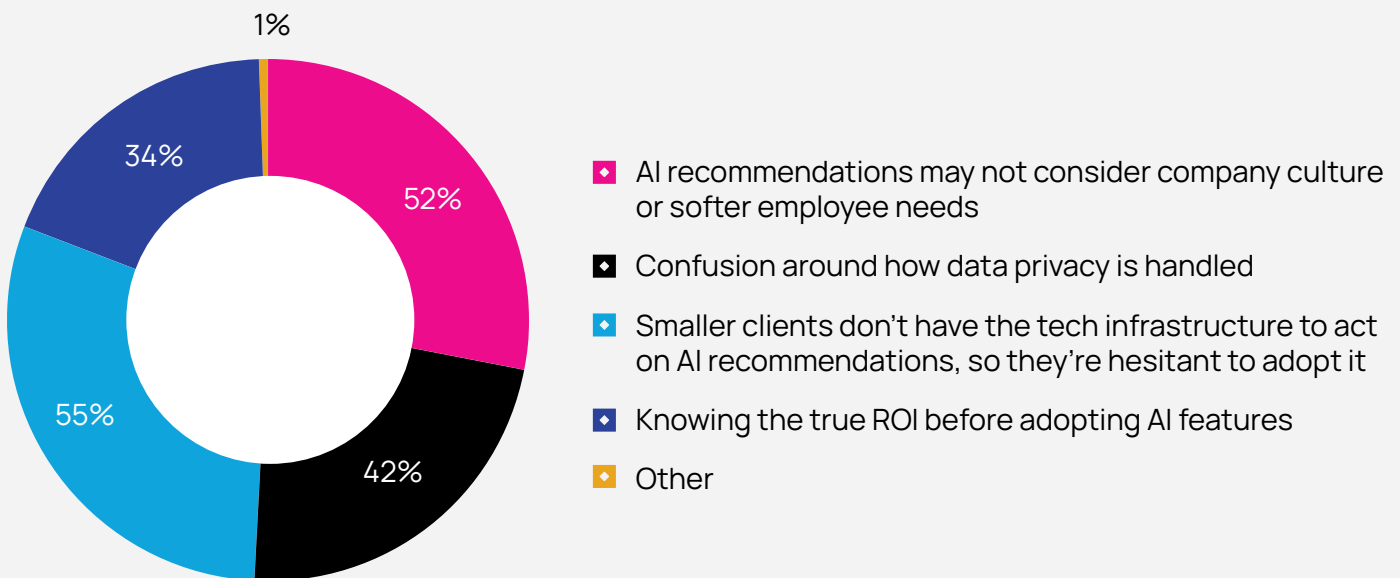 1%
34%
52%
55%
42%
AI recommendations may not consider company culture
or softer employee needs
Confusion around how data privacy is handled
Smaller clients don't have the tech infrastructure to act
on AI recommendations, so they're hesitant to adopt it
Knowing the true ROI before adopting AI features
Other